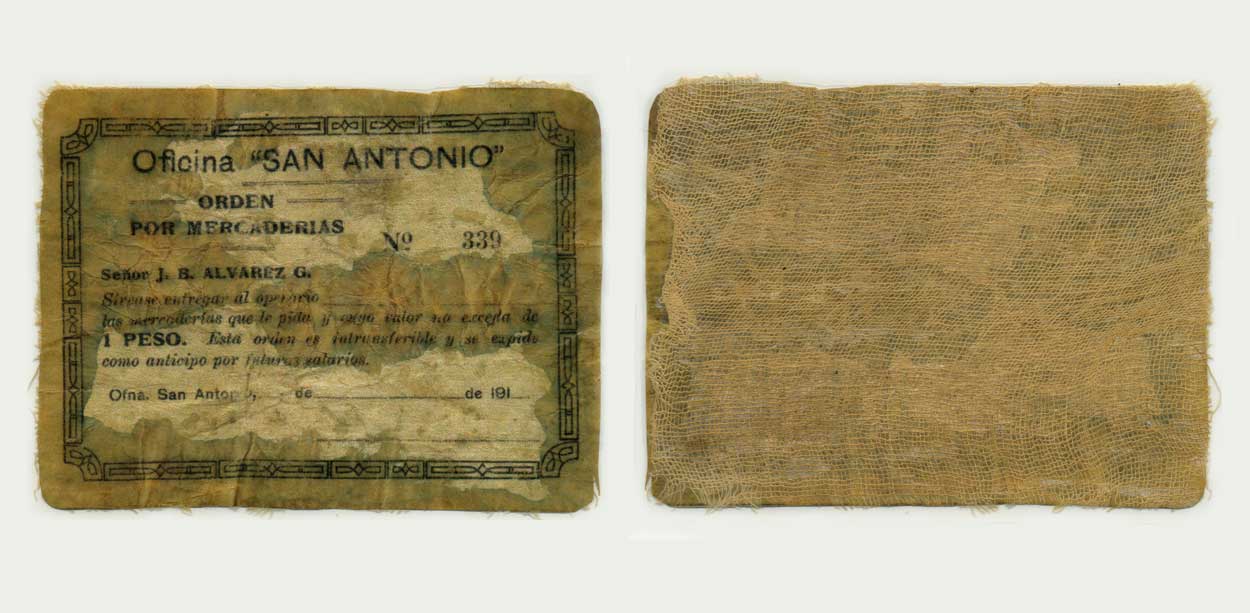 Oficina "SAN ANTONIO"
ORDEN
POR MERCADERIAS
Nº 339
Señor J. B. ALVAREZ G.
Sírvase entregar al operario
las mercaderías que le pida y cuyo valor no exceda de
1 PESO. Esta orden es intransferible y se expide
como anticipo por futuros salarios.
Ofna. San Antonio, de de 191